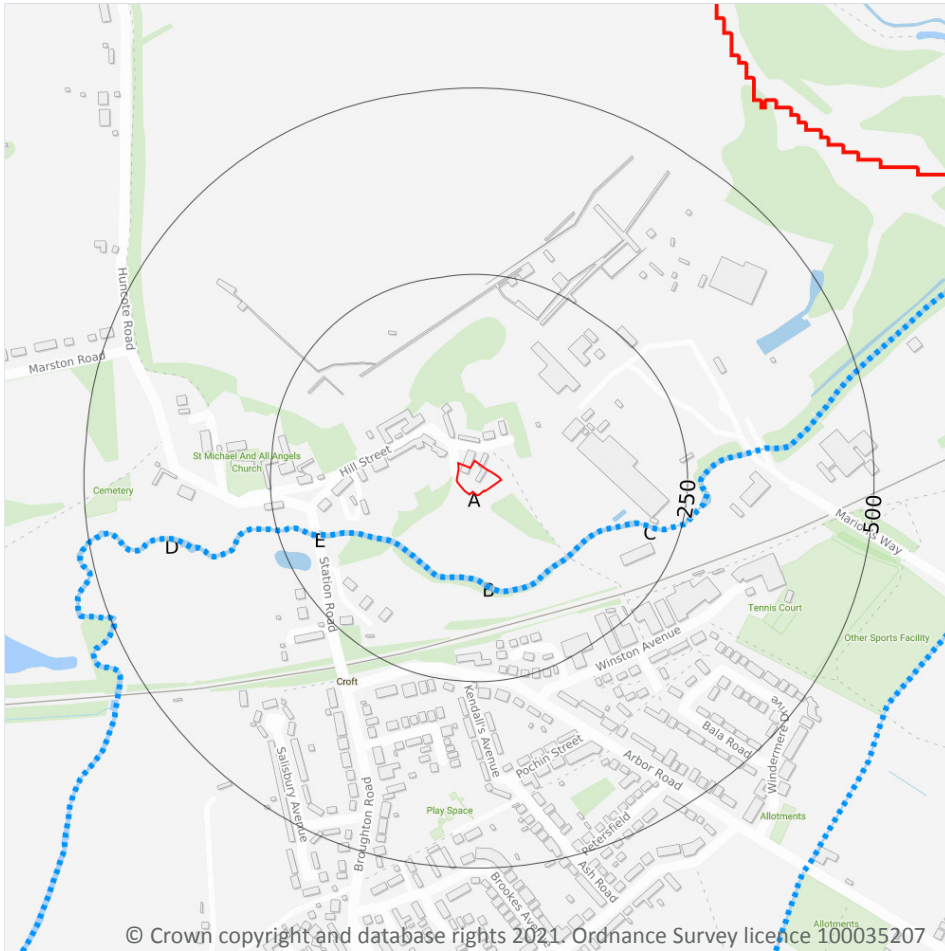 Huncote Road
Marston Road
St Michael And All Angels
Church
Hill Street
Cemetery
A
250
500
C
D
E
B
Marion's Way
Station Road
Tennis Court
Winston Avenue
Other Sports Facility
Croft
Kendall's Avenue
Windermere Drive
Bala Road
Salisbury Avenue
Pochin Street
Arbor Road
Broughton Road
Play Space
Petersfield
Allotments
Ash Road
Brookes Avenue
Allotments
© Crown copyright and database rights 2021. Ordnance Survey licence 100035207